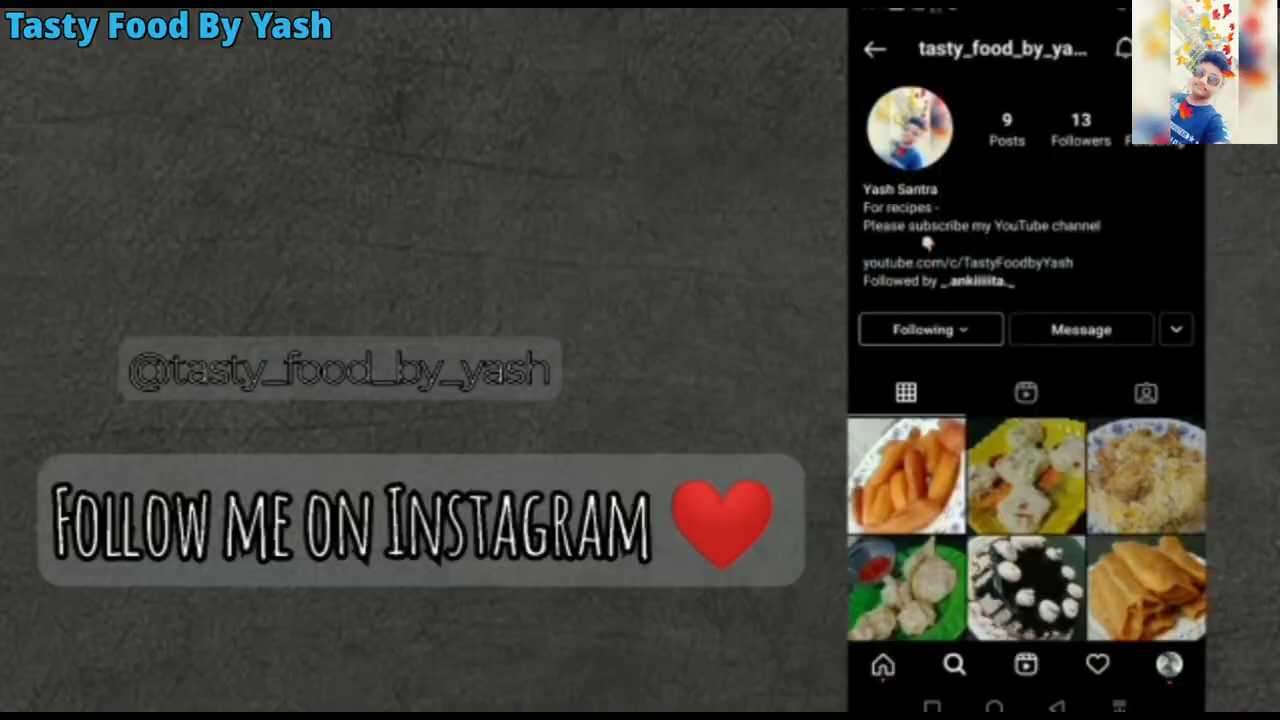 Tasty Food By Yash
tasty_food_by_ya...
9
13
Posts
Followers
Yash Santra
For recipes -
Please subscribe my YouTube channel
youtube.com/c/TastyFoodbyYash
Followed by _ankiiiita._
Following
Message
@tasty_food_by_yash
Follow me on Instagram